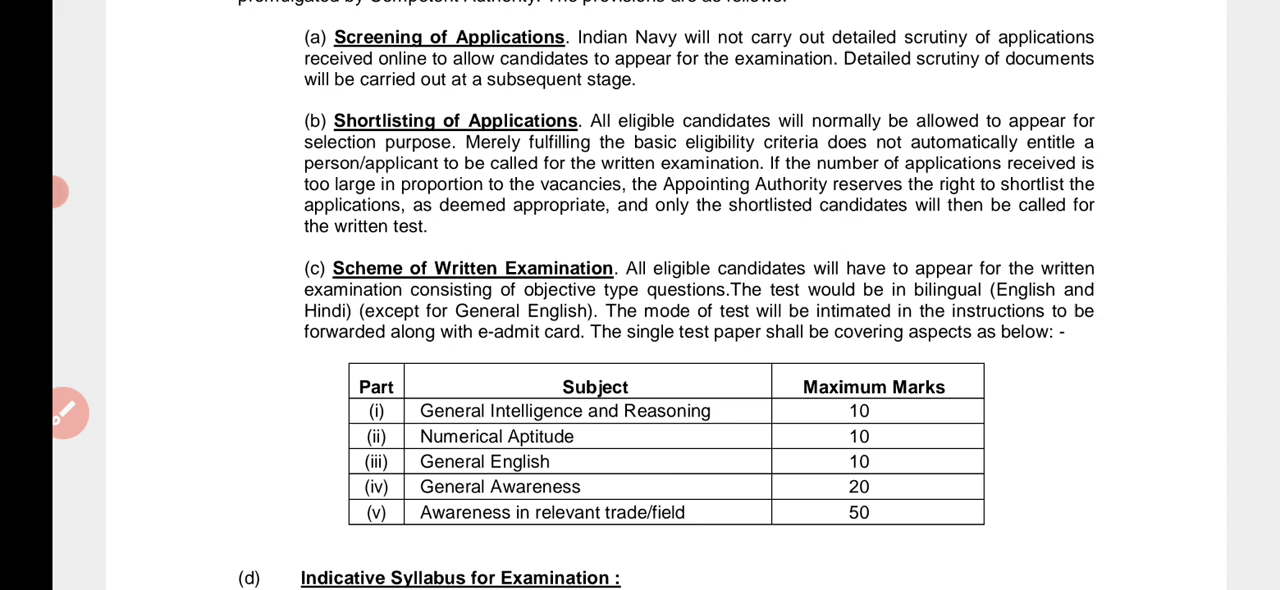 promulgated by Competent Authority. The provisions are as follows:
(a) Screening of Applications. Indian Navy will not carry out detailed scrutiny of applications
received online to allow candidates to appear for the examination. Detailed scrutiny of documents
will be carried out at a subsequent stage.
(b) Shortlisting of Applications. All eligible candidates will normally be allowed to appear for
selection purpose. Merely fulfilling the basic eligibility criteria does not automatically entitle a
person/applicant to be called for the written examination. If the number of applications received is
too large in proportion to the vacancies, the Appointing Authority reserves the right to shortlist the
applications, as deemed appropriate, and only the shortlisted candidates will then be called for
the written test.
(c) Scheme of Written Examination. All eligible candidates will have to appear for the written
examination consisting of objective type questions.The test would be in bilingual (English and
Hindi) (except for General English). The mode of test will be intimated in the instructions to be
forwarded along with e-admit card. The single test paper shall be covering aspects as below: -
Part Subject Maximum Marks
(i) General Intelligence and Reasoning 10
(ii) Numerical Aptitude 10
(iii) General English 10
(iv) General Awareness 20
(v) Awareness in relevant trade/field 50
(d) Indicative Syllabus for Examination :